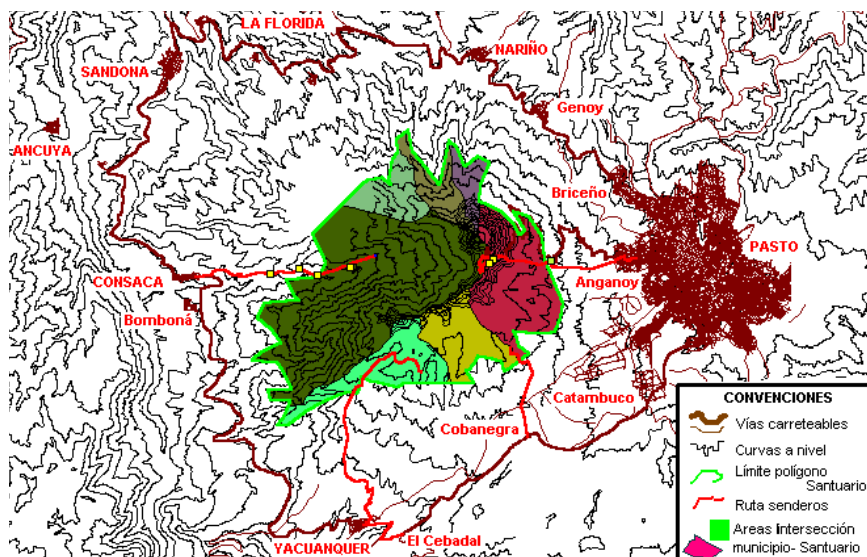 LA FLORIDA
NARIÑO
SANDONA
Genoy
ANCUYA
Briceño
PASTO
CONSACA
Anganoy
Bomboná
Catambuco
Cobanegra
El Cebadal
YACUANQUER
CONVENCIONES
Vías carreteables
Curvas a nivel
Límite polígono
Santuario
Ruta senderos
Areas intersección
municipio- Santuario